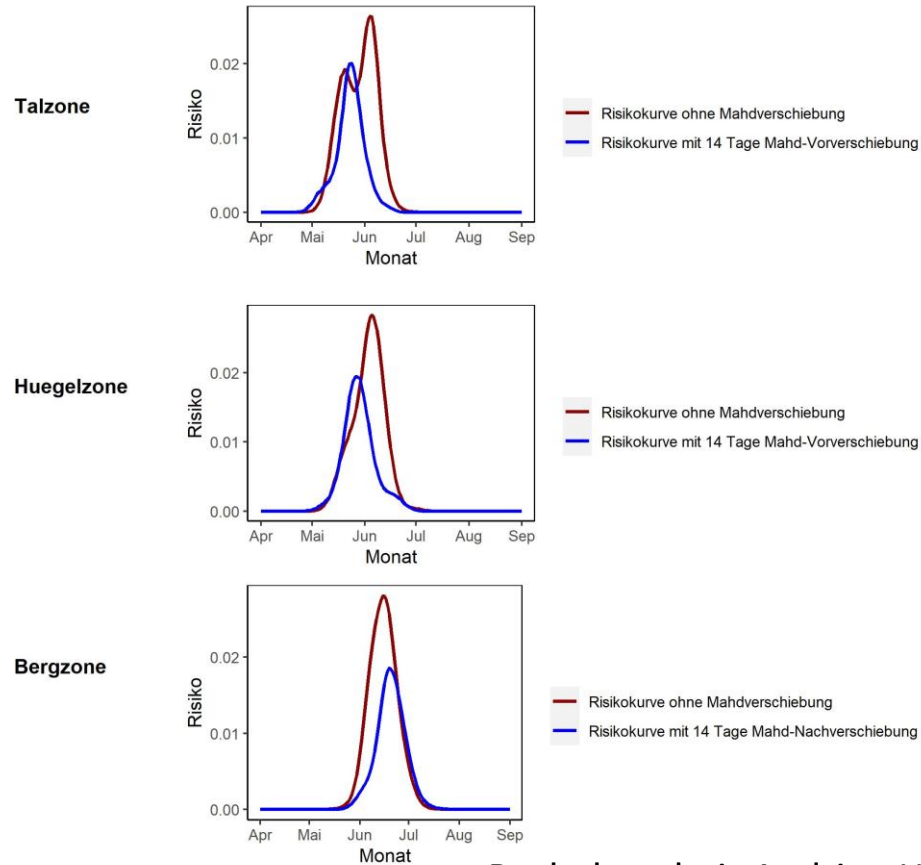 Talzone
Risiko
0.02
0.01
0.00
Apr Mai Jun Jul Aug Sep
Monat
Risikokurve ohne Mahdverschiebung
Risikokurve mit 14 Tage Mahd-Vorverschiebung
Huegelzone
Risiko
0.02
0.01
0.00
Apr Mai Jun Jul Aug Sep
Monat
Risikokurve ohne Mahdverschiebung
Risikokurve mit 14 Tage Mahd-Vorverschiebung
Bergzone
Risiko
0.02
0.01
0.00
Apr Mai Jun Jul Aug Sep
Monat
Risikokurve ohne Mahdverschiebung
Risikokurve mit 14 Tage Mahd-Nachverschiebung